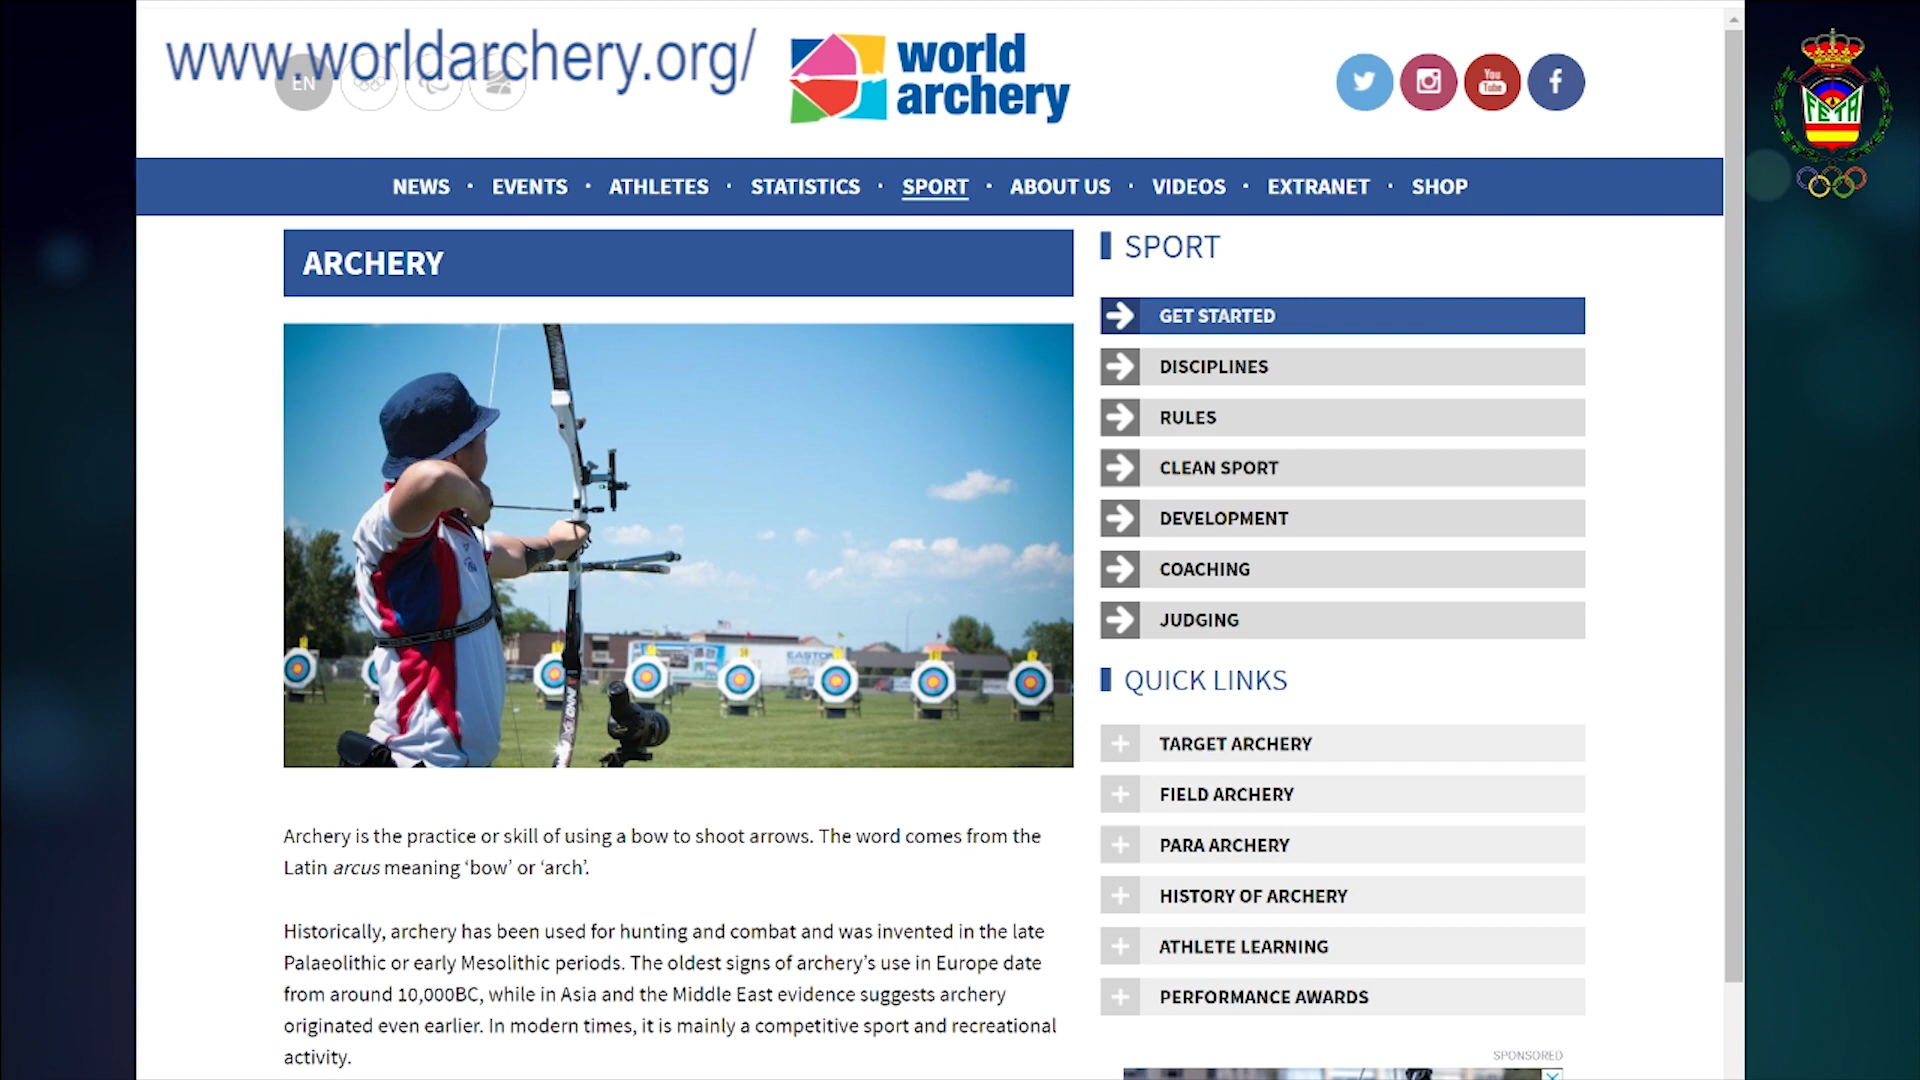 www.worldarchery.org/
EN
world
archery
You
Tube
FETA
NEWS · EVENTS · ATHLETES · STATISTICS · SPORT · ABOUT US · VIDEOS · EXTRANET · SHOP
ARCHERY
EASTON
Archery is the practice or skill of using a bow to shoot arrows. The word comes from the
Latin arcus meaning ‘bow’ or ‘arch’.
Historically, archery has been used for hunting and combat and was invented in the late
Palaeolithic or early Mesolithic periods. The oldest signs of archery’s use in Europe date
from around 10,000BC, while in Asia and the Middle East evidence suggests archery
originated even earlier. In modern times, it is mainly a competitive sport and recreational
activity.
SPORT
GET STARTED
DISCIPLINES
RULES
CLEAN SPORT
DEVELOPMENT
COACHING
JUDGING
QUICK LINKS
TARGET ARCHERY
FIELD ARCHERY
PARA ARCHERY
HISTORY OF ARCHERY
ATHLETE LEARNING
PERFORMANCE AWARDS
SPONSORED